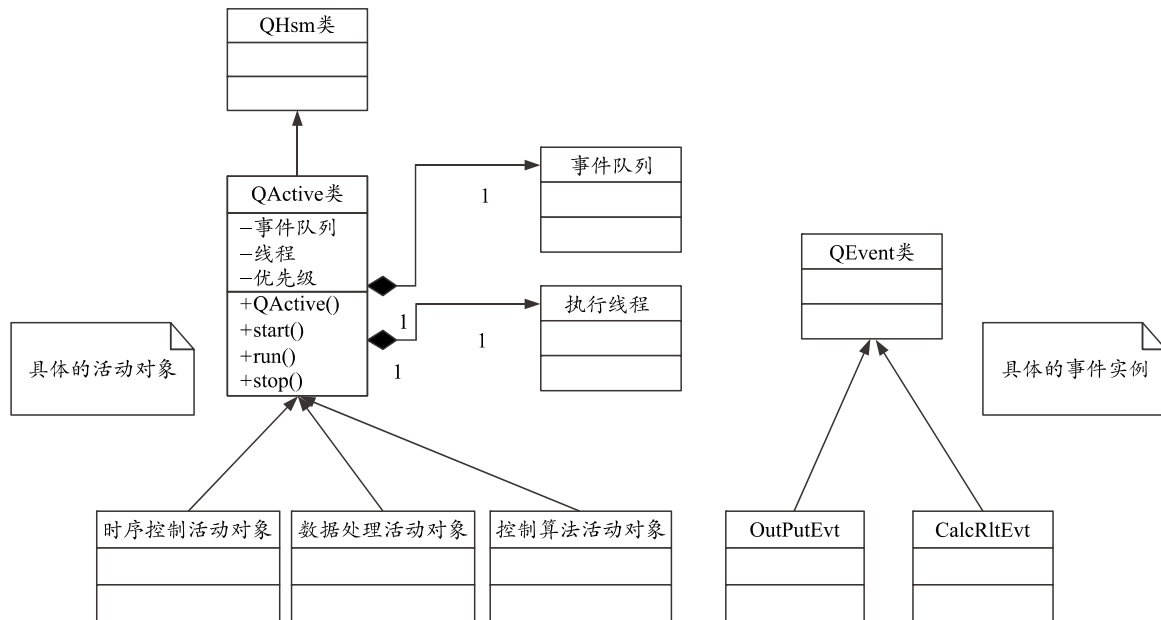 QHsm类
QActive类
–事件队列
–线程
–优先级
+QActive()
+start()
+run()
+stop()
事件队列
1
执行线程
1
1
1
QEvent类
具体的活动对象
具体的事件实例
时序控制活动对象
数据处理活动对象
控制算法活动对象
OutPutEvt
CalcRltEvt